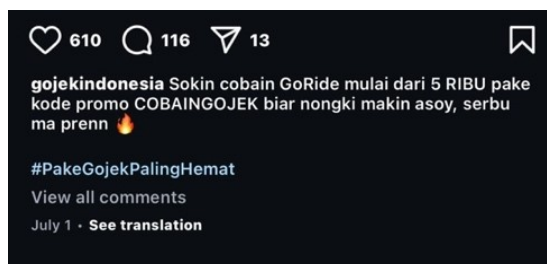 610 116 13
gojekindonesia Sokin cobain GoRide mulai dari 5 RIBU pake
kode promo COBAINGOJEK biar nongki makin asoy, serbu
ma prenn 🔥
#PakeGojekPalingHemat
View all comments
July 1 • See translation